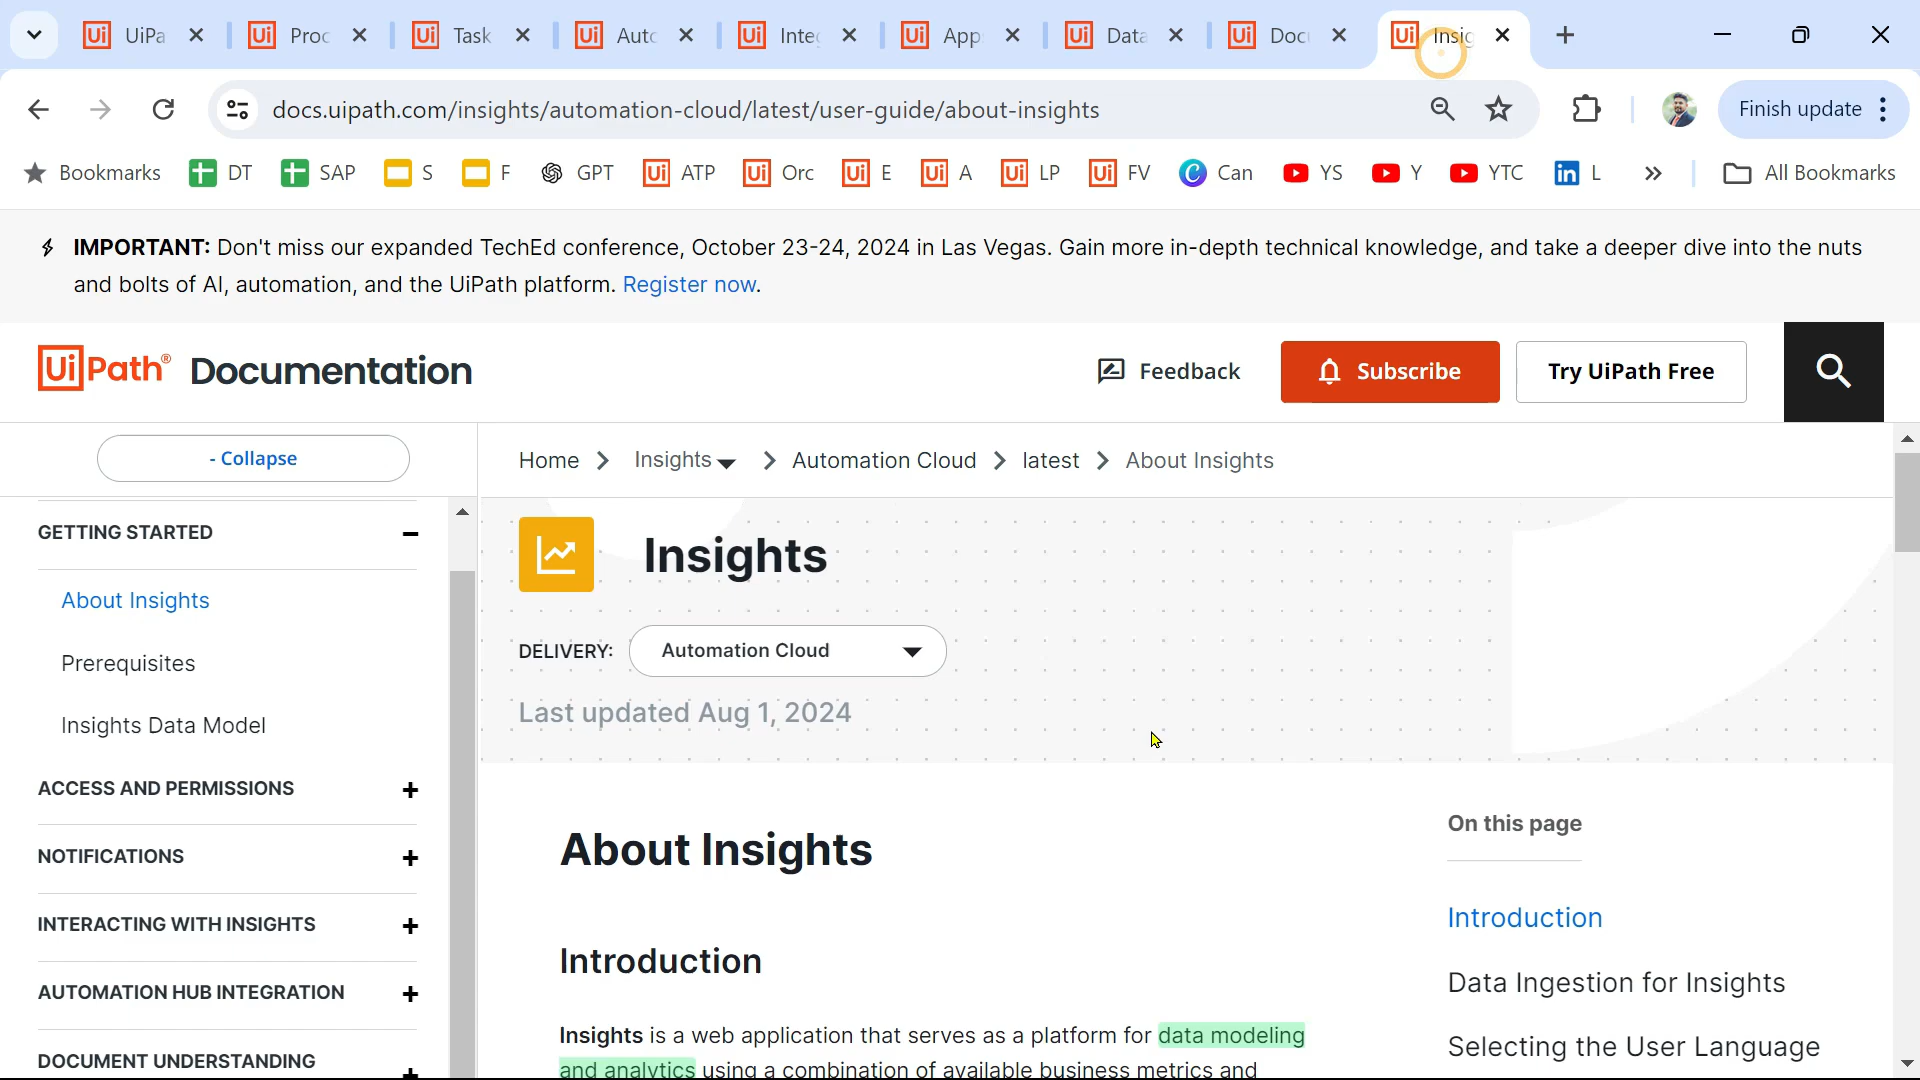 UiPa
Proc
Task
Auto
Inte
App
Data
Doc
Insig
docs.uipath.com/insights/automation-cloud/latest/user-guide/about-insights
Finish update
Bookmarks
DT
SAP
S
F
GPT
ATP
Orc
E
A
LP
FV
Can
YS
Y
YTC
L
All Bookmarks
IMPORTANT: Don't miss our expanded TechEd conference, October 23-24, 2024 in Las Vegas. Gain more in-depth technical knowledge, and take a deeper dive into the nuts
and bolts of AI, automation, and the UiPath platform. Register now.
UiPath® Documentation
Feedback
Subscribe
Try UiPath Free
- Collapse
Home > Insights > Automation Cloud > latest > About Insights
GETTING STARTED
About Insights
Prerequisites
Insights Data Model
ACCESS AND PERMISSIONS
NOTIFICATIONS
INTERACTING WITH INSIGHTS
AUTOMATION HUB INTEGRATION
DOCUMENT UNDERSTANDING
Insights
DELIVERY: Automation Cloud
Last updated Aug 1, 2024
About Insights
Introduction
Insights is a web application that serves as a platform for data modeling
and analytics using a combination of available business metrics and
On this page
Introduction
Data Ingestion for Insights
Selecting the User Language